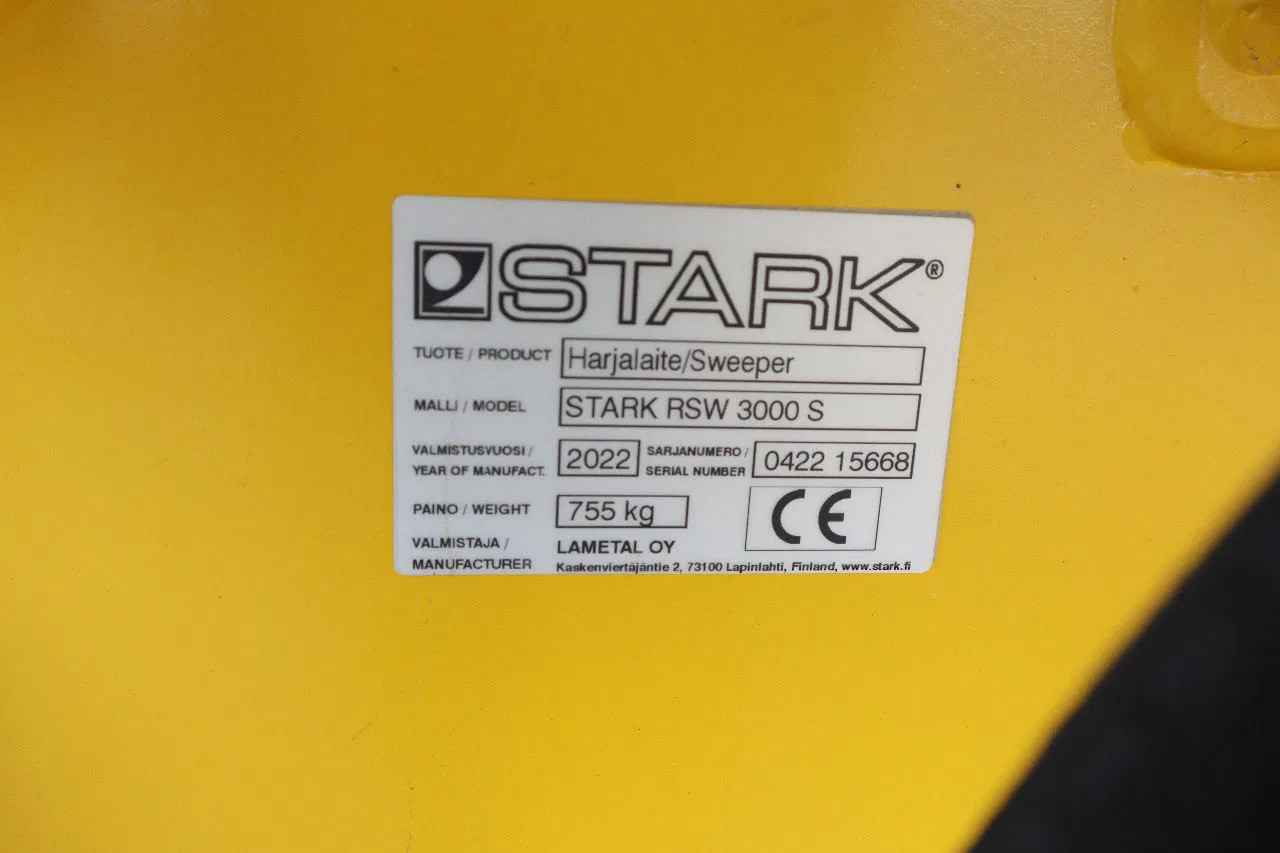 STARK®
TUOTE / PRODUCT Harjalaite/Sweeper
MALLI / MODEL STARK RSW 3000 S
VALMISTUSVUOSI / YEAR OF MANUFACT. 2022 SARJANUMERO / SERIAL NUMBER 0422 15668
PAINO / WEIGHT 755 kg CE
VALMISTAJA / LAMETAL OY
MANUFACTURER Kaskenviertäjäntie 2, 73100 Lapinlahti, Finland, www.stark.fi